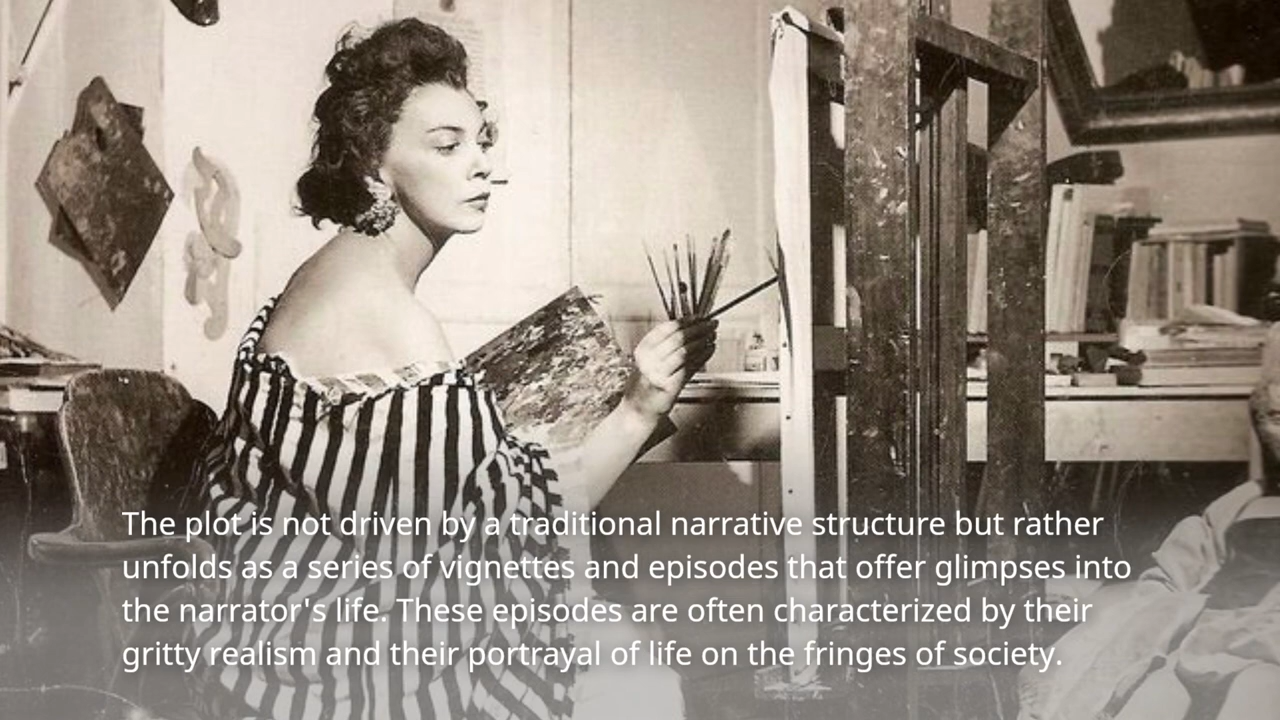 The plot is not driven by a traditional narrative structure but rather
unfolds as a series of vignettes and episodes that offer glimpses into
the narrator's life. These episodes are often characterized by their
gritty realism and their portrayal of life on the fringes of society.